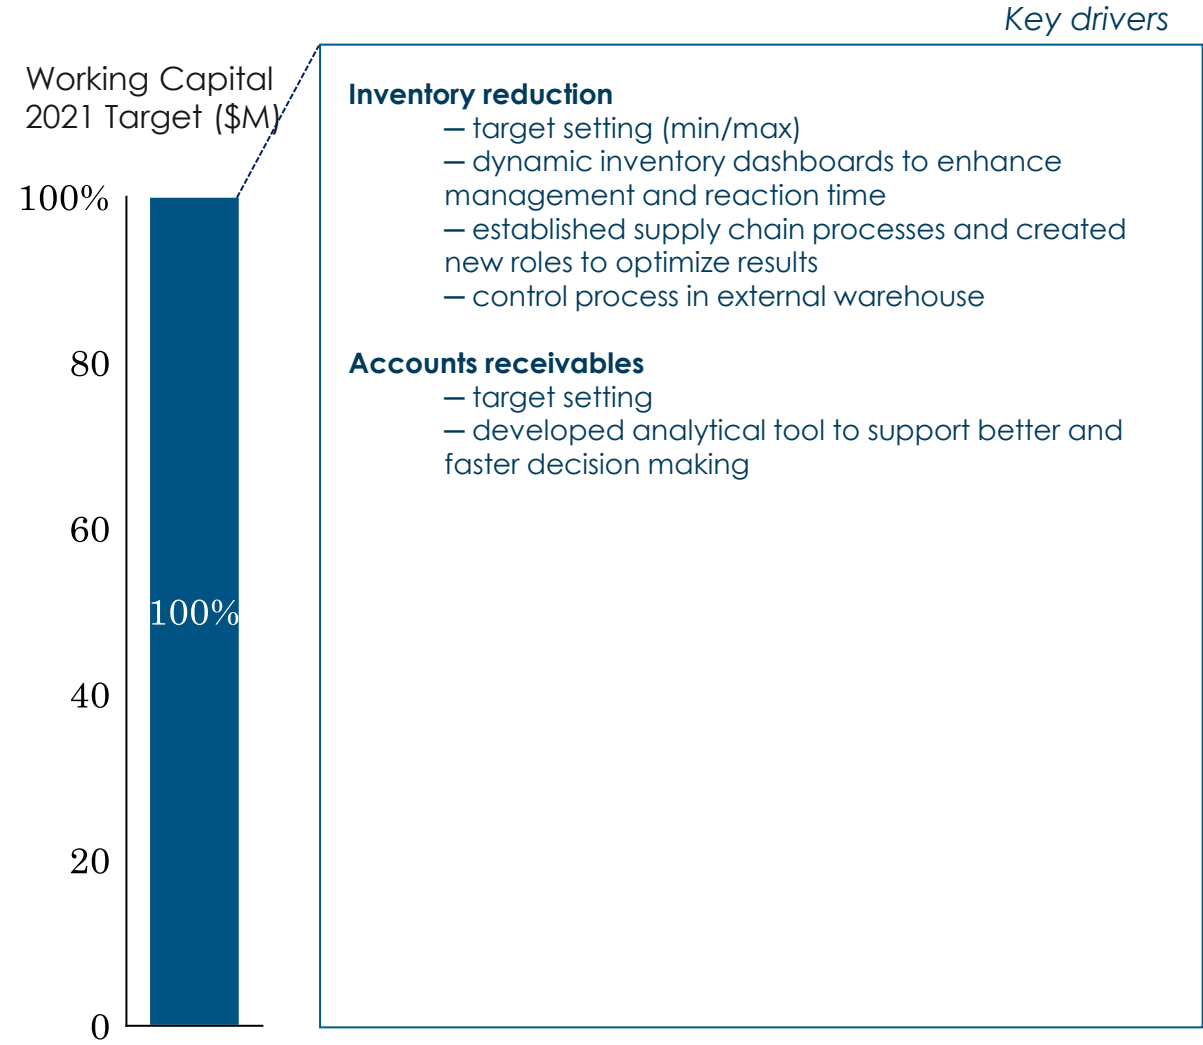 Key drivers
Working Capital
2021 Target ($M)
100%
80
60
100%
40
20
0
Inventory reduction
— target setting (min/max)
— dynamic inventory dashboards to enhance
management and reaction time
— established supply chain processes and created
new roles to optimize results
— control process in external warehouse
Accounts receivables
— target setting
— developed analytical tool to support better and
faster decision making